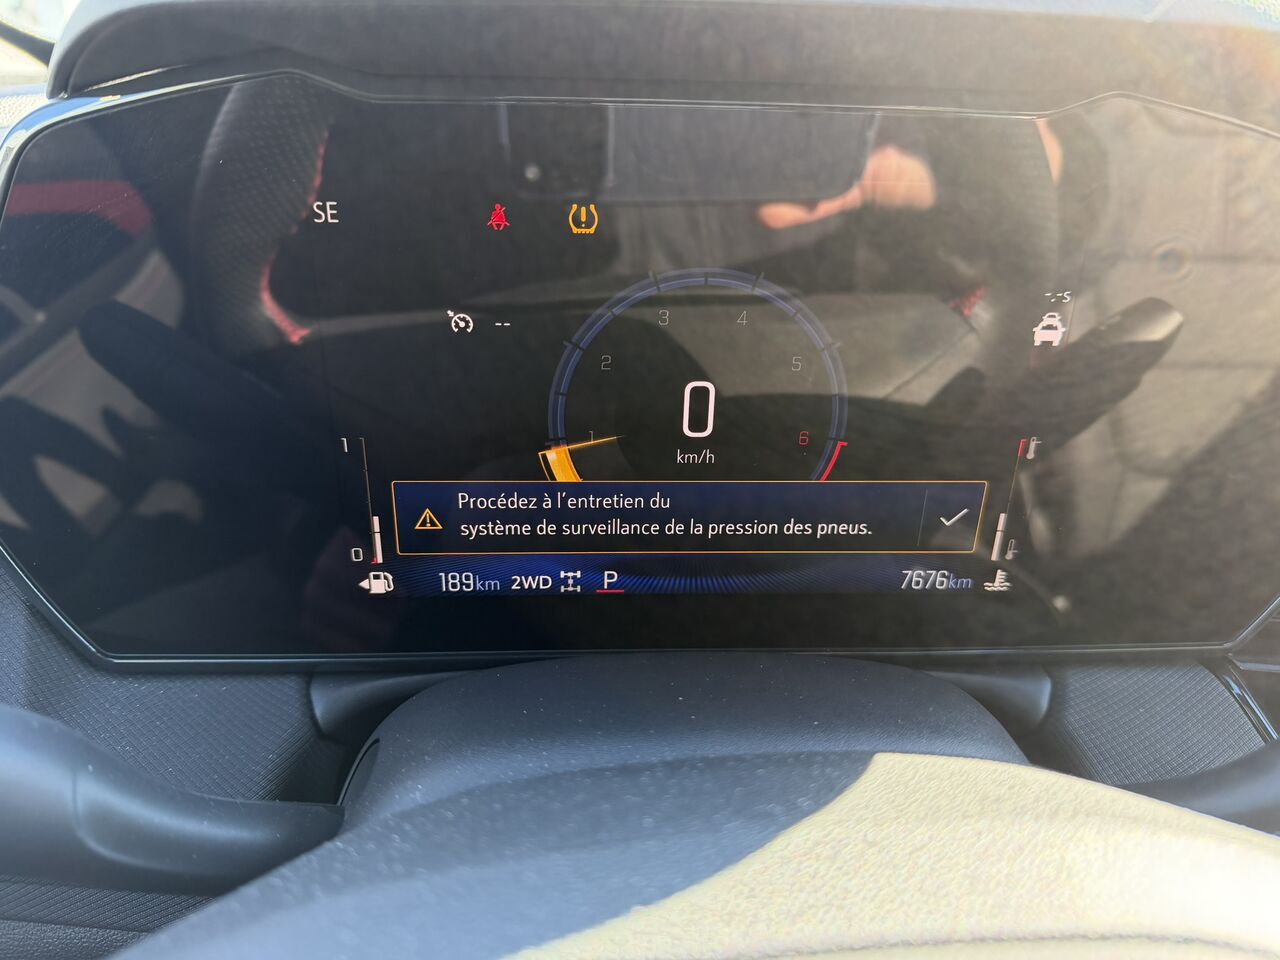 SE
--
--s
3 4
2 5
1 6
0
km/h
1
0
Procédez à l'entretien du
système de surveillance de la pression des pneus.
189km 2WD P 7676km